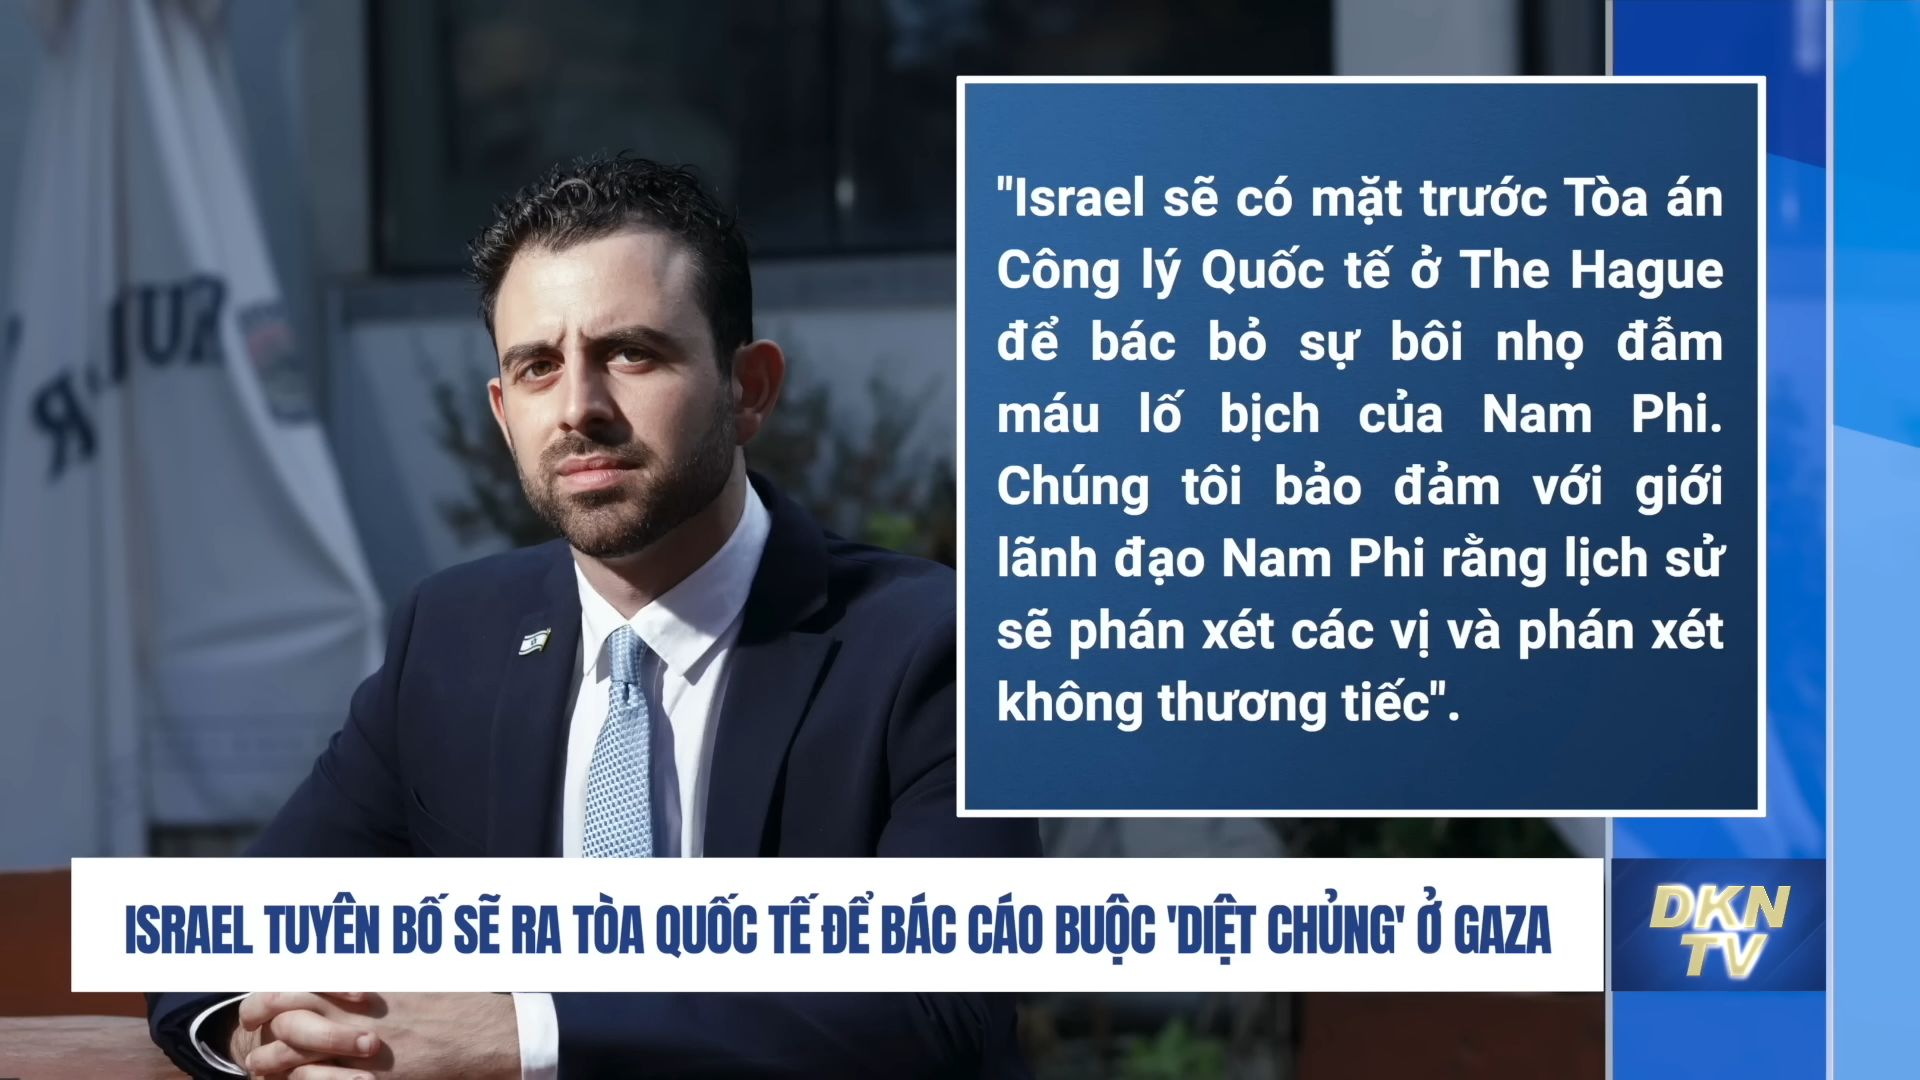 "Israel sẽ có mặt trước Tòa án
Công lý Quốc tế ở The Hague
để bác bỏ sự bôi nhọ đẫm
máu lố bịch của Nam Phi.
Chúng tôi bảo đảm với giới
lãnh đạo Nam Phi rằng lịch sử
sẽ phán xét các vị và phán xét
không thương tiếc".
ISRAEL TUYÊN BỐ SẼ RA TÒA QUỐC TẾ ĐỂ BÁC CÁO BUỘC 'DIỆT CHỦNG' Ở GAZA
DKN
TV